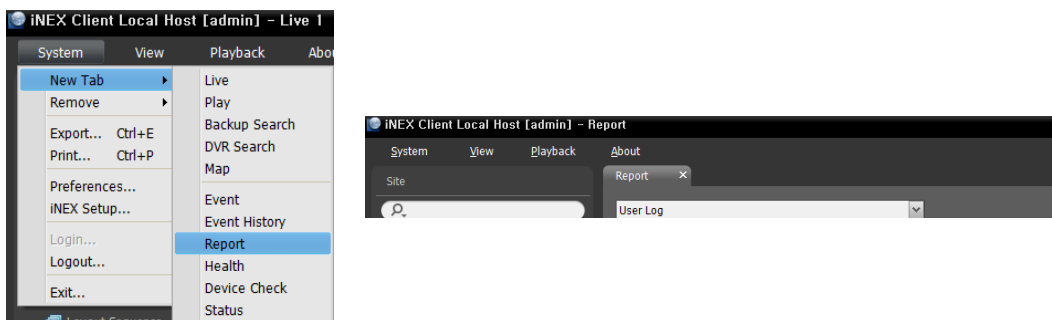 iNEX Client Local Host [admin] - Live 1
System View Playback
New Tab
Remove
Export... Ctrl+E
Print... Ctrl+P
Preferences...
iNEX Setup...
Login...
Logout...
Exit...
Live
Play
Backup Search
DVR Search
Map
Event
Event History
Report
Health
Device Check
Status
iNEX Client Local Host [admin] - Report
System View Playback About
Site
Report
User Log